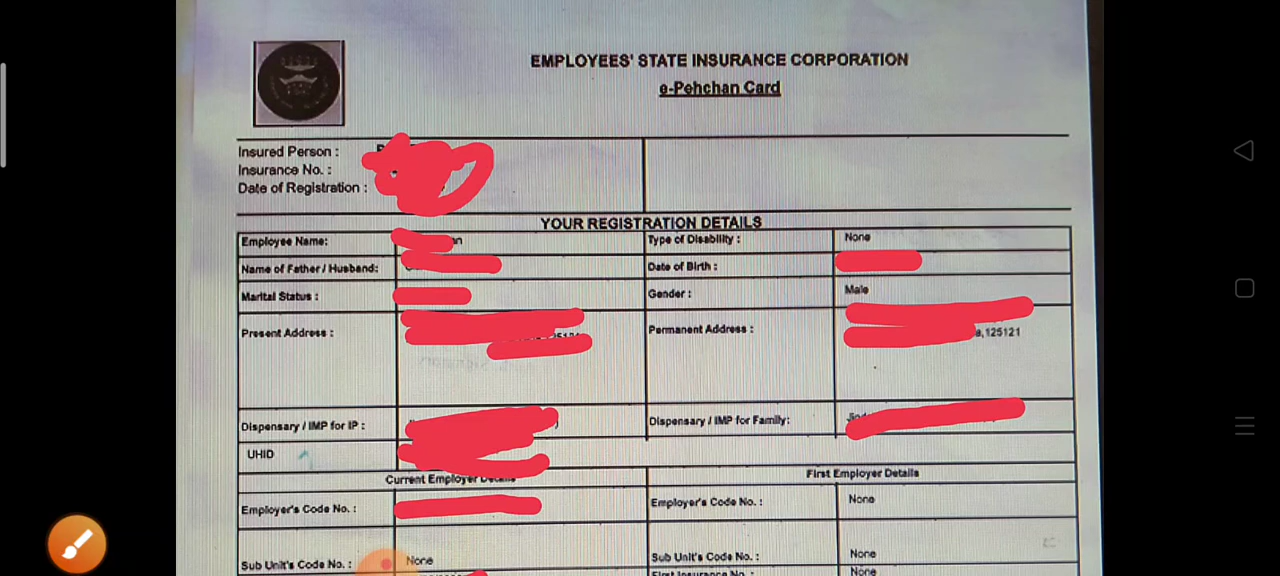 EMPLOYEES' STATE INSURANCE CORPORATION
e-Pehchan Card
Insured Person :
Insurance No. :
Date of Registration :
YOUR REGISTRATION DETAILS
Employee Name:
Type of Disability : None
Name of Father / Husband:
Date of Birth :
Marital Status :
Gender : Male
Present Address :
Permanent Address : ,125121
Dispensary / IMP for IP :
Dispensary / IMP for Family:
UHID
Current Employer Details
First Employer Details
Employer's Code No. :
Employer's Code No. : None
Sub Unit's Code No. : None
Sub Unit's Code No. : None
First Insurance No. : None